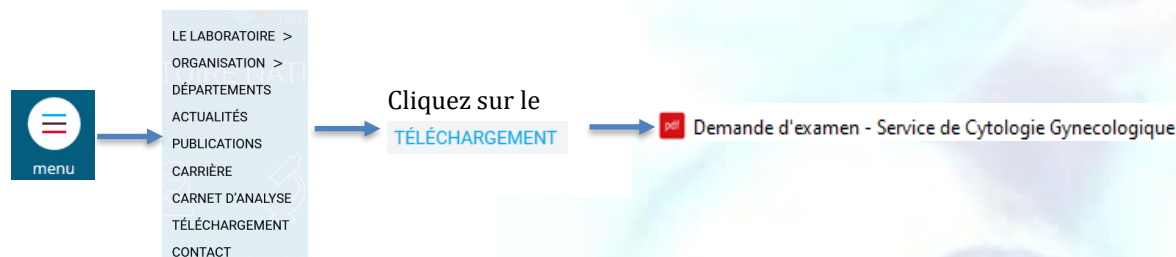 menu
LE LABORATOIRE >
ORGANISATION >
DÉPARTEMENTS
ACTUALITÉS
PUBLICATIONS
CARRIÈRE
CARNET D'ANALYSE
TÉLÉCHARGEMENT
CONTACT
Cliquez sur le
TÉLÉCHARGEMENT
pdf Demande d'examen - Service de Cytologie Gynecologique